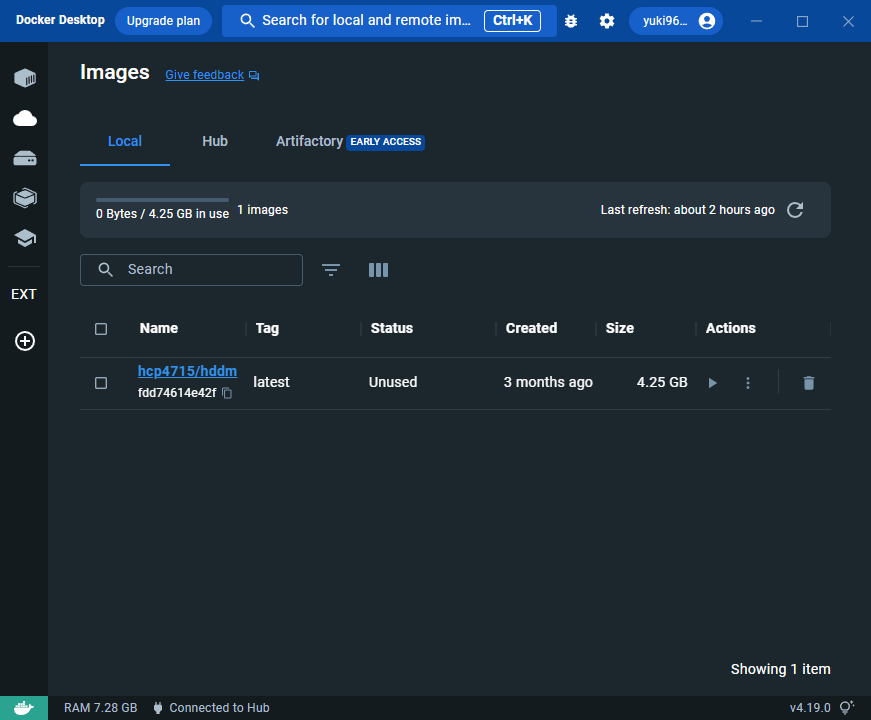 Docker Desktop Upgrade plan Search for local and remote im... Ctrl+K yuki96...
Images Give feedback
Local Hub Artifactory EARLY ACCESS
0 Bytes / 4.25 GB in use 1 images Last refresh: about 2 hours ago
Search
EXT
Name Tag Status Created Size Actions
hcp4715/hddm
latest Unused 3 months ago 4.25 GB
fdd74614e42f
Showing 1 item
RAM 7.28 GB Connected to Hub v4.19.0